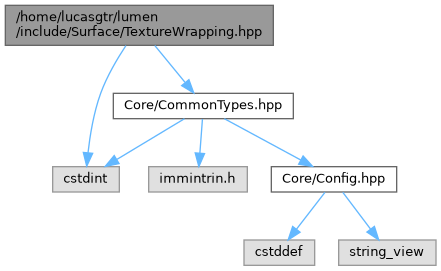 /home/lucasgtr/lumen
/include/Surface/TextureWrapping.hpp
Core/CommonTypes.hpp
cstdint
immintrin.h
Core/Config.hpp
cstddef
string_view